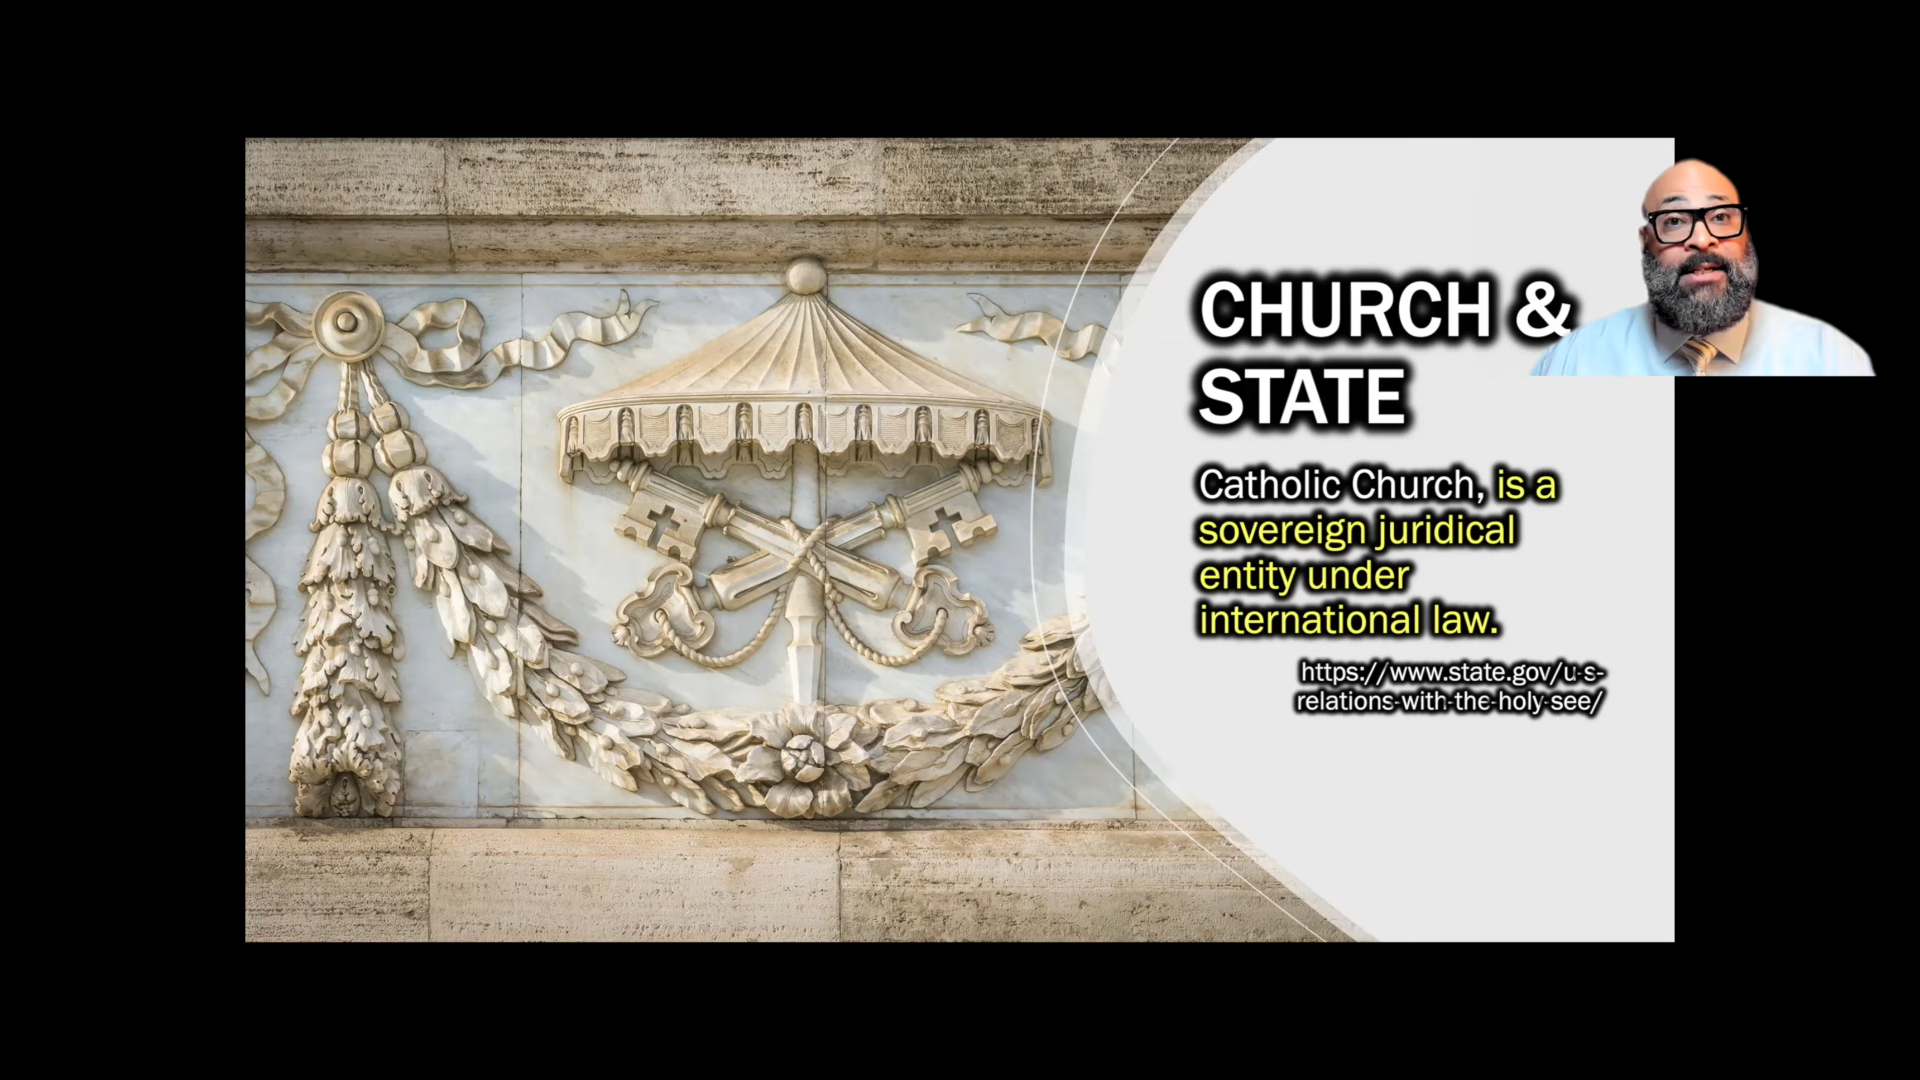 CHURCH &
STATE
Catholic Church, is a
sovereign juridical
entity under
international law.
https://www.state.gov/u-s-
relations-with-the-holy-see/